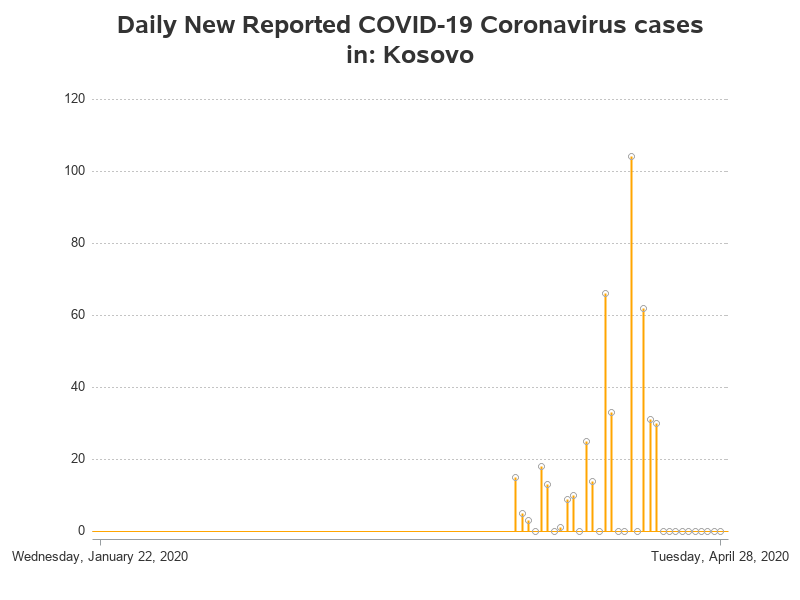 Daily New Reported COVID-19 Coronavirus cases
in: Kosovo
120
100
80
60
40
20
0
Wednesday, January 22, 2020
Tuesday, April 28, 2020